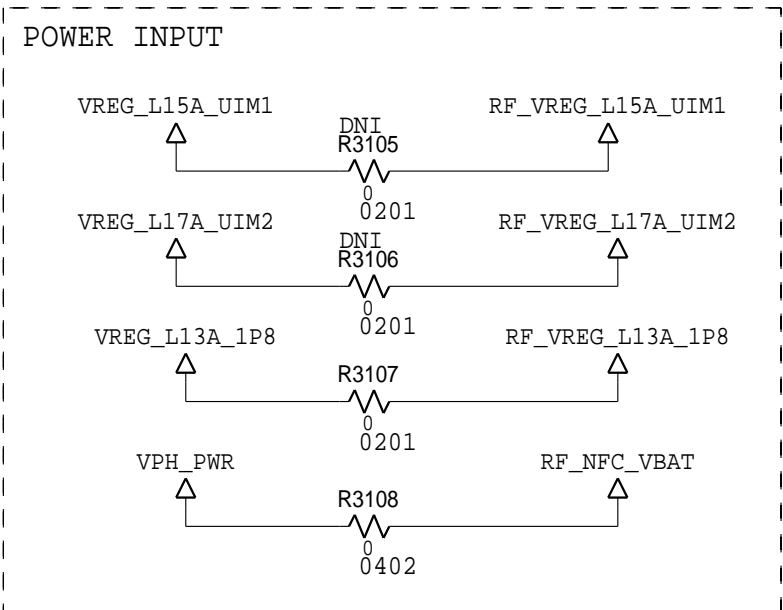 POWER INPUT
VREG_L15A_UIM1
RF_VREG_L15A_UIM1
DNI
R3105
0
0201
VREG_L17A_UIM2
RF_VREG_L17A_UIM2
DNI
R3106
0
0201
VREG_L13A_1P8
RF_VREG_L13A_1P8
R3107
0
0201
VPH_PWR
RF_NFC_VBAT
R3108
0
0402